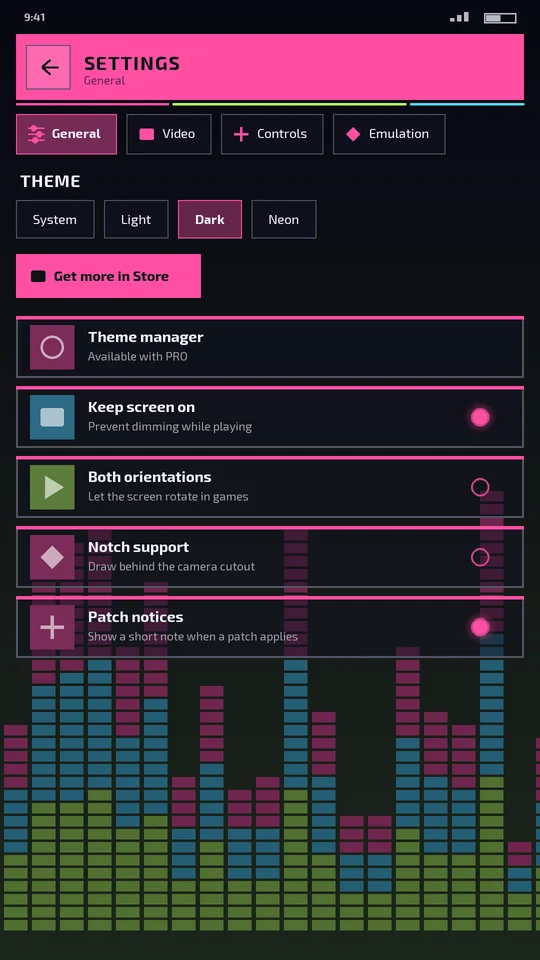 9:41
SETTINGS
General
General
Video
Controls
Emulation
THEME
System
Light
Dark
Neon
Get more in Store
Theme manager
Available with PRO
Keep screen on
Prevent dimming while playing
Both orientations
Let the screen rotate in games
Notch support
Draw behind the camera cutout
Patch notices
Show a short note when a patch applies